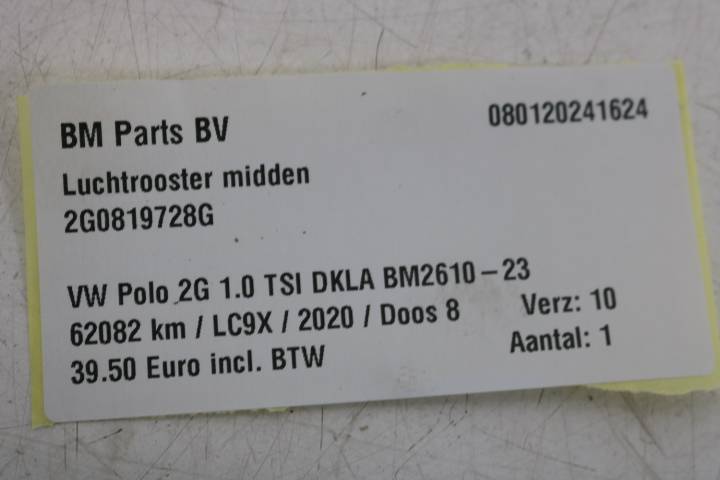 BM Parts BV 080120241624
Luchtrooster midden
2G0819728G
VW Polo 2G 1.0 TSI DKLA BM2610-23
62082 km / LC9X / 2020 / Doos 8 Verz: 10
39.50 Euro incl. BTW Aantal: 1